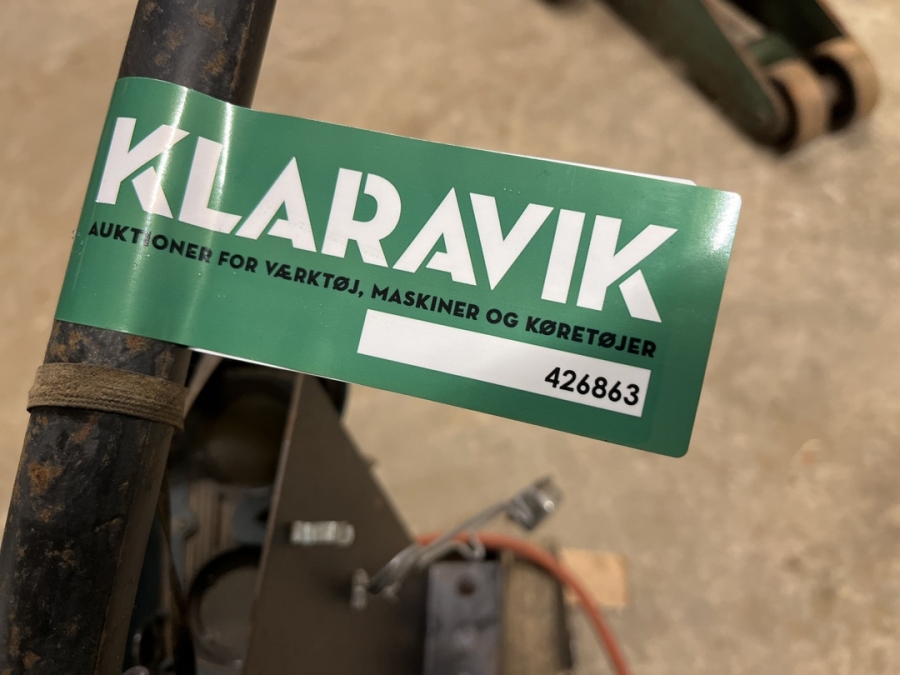 KLARAVIK
AUKTIONER FOR VÆRKTØJ, MASKINER OG KØRETØJER
426863